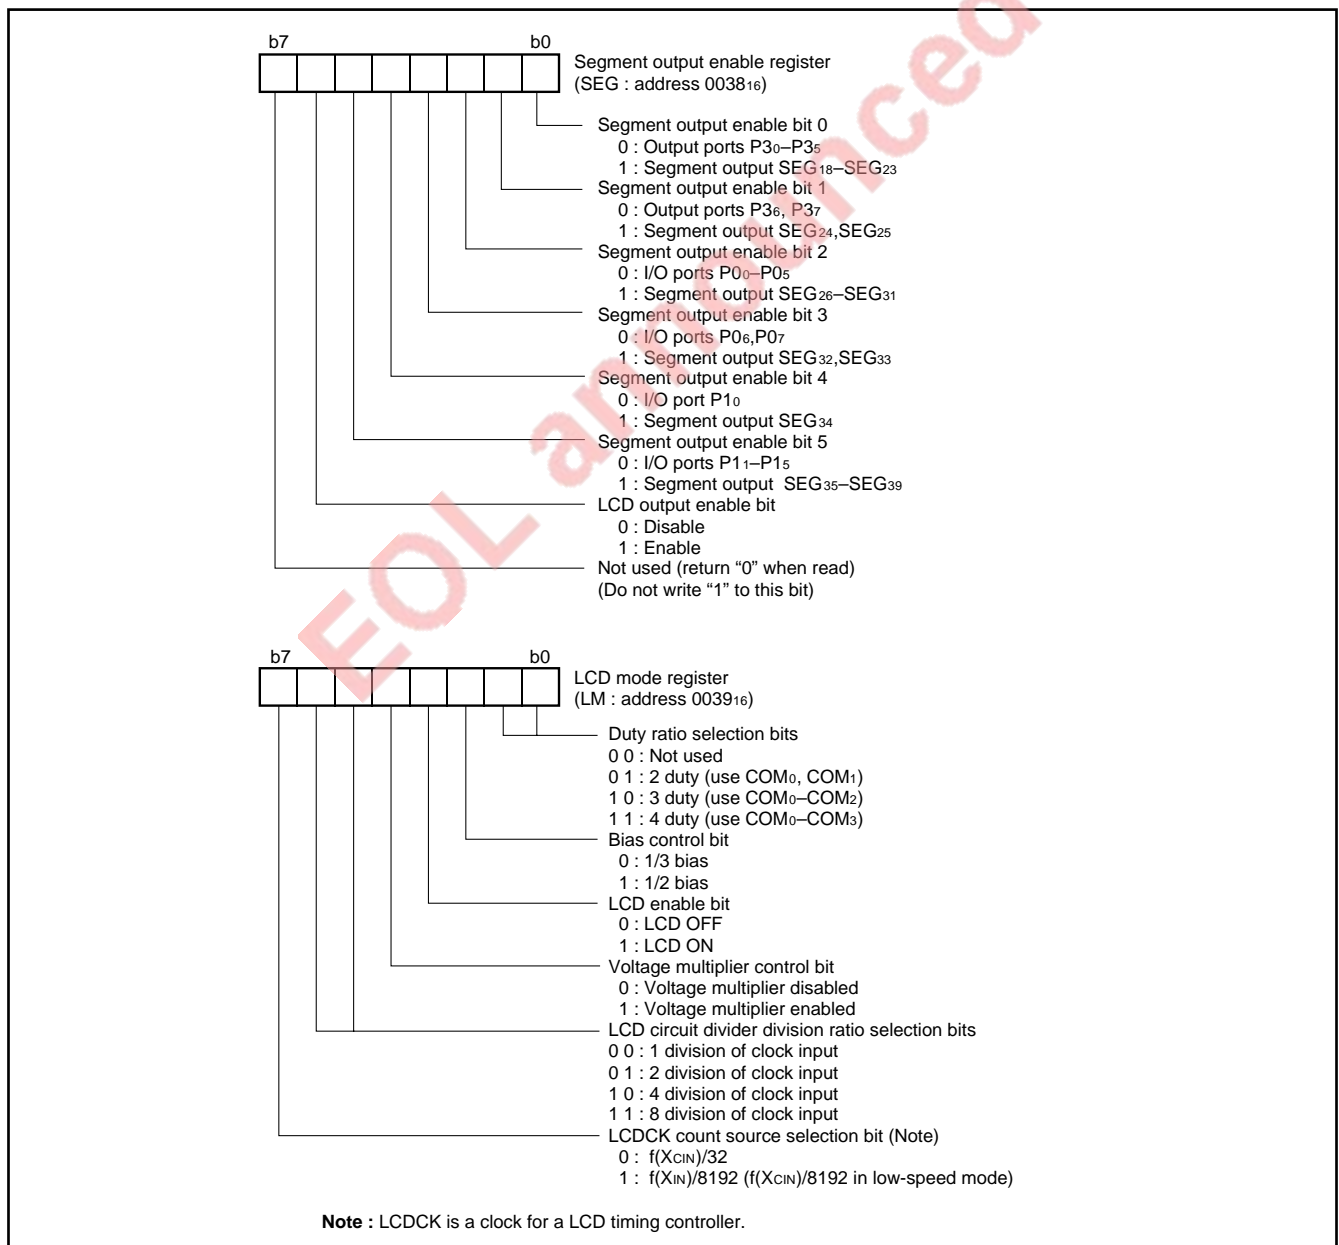 b7 b0
Segment output enable register
(SEG : address 0038₁₆)
Segment output enable bit 0
0 : Output ports P3₀–P3₅
1 : Segment output SEG₁₈–SEG₂₃
Segment output enable bit 1
0 : Output ports P3₆, P3₇
1 : Segment output SEG₂₄,SEG₂₅
Segment output enable bit 2
0 : I/O ports P0₀–P0₅
1 : Segment output SEG₂₆–SEG₃₁
Segment output enable bit 3
0 : I/O ports P0₆,P0₇
1 : Segment output SEG₃₂,SEG₃₃
Segment output enable bit 4
0 : I/O port P1₀
1 : Segment output SEG₃₄
Segment output enable bit 5
0 : I/O ports P1₁–P1₅
1 : Segment output SEG₃₅–SEG₃₉
LCD output enable bit
0 : Disable
1 : Enable
Not used (return “0” when read)
(Do not write “1” to this bit)
b7 b0
LCD mode register
(LM : address 0039₁₆)
Duty ratio selection bits
0 0 : Not used
0 1 : 2 duty (use COM₀, COM₁)
1 0 : 3 duty (use COM₀–COM₂)
1 1 : 4 duty (use COM₀–COM₃)
Bias control bit
0 : 1/3 bias
1 : 1/2 bias
LCD enable bit
0 : LCD OFF
1 : LCD ON
Voltage multiplier control bit
0 : Voltage multiplier disabled
1 : Voltage multiplier enabled
LCD circuit divider division ratio selection bits
0 0 : 1 division of clock input
0 1 : 2 division of clock input
1 0 : 4 division of clock input
1 1 : 8 division of clock input
LCDCK count source selection bit (Note)
0 : f(XCIN)/32
1 : f(XIN)/8192 (f(XCIN)/8192 in low-speed mode)
Note : LCDCK is a clock for a LCD timing controller.
EOL announced